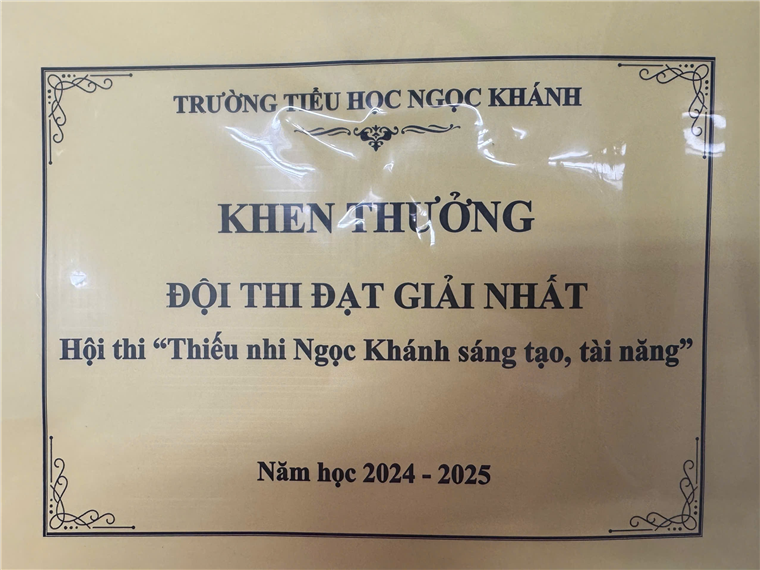 TRƯỜNG TIỂU HỌC NGỌC KHÁNH
KHEN THƯỞNG
ĐỘI THI ĐẠT GIẢI NHẤT
Hội thi “Thiếu nhi Ngọc Khánh sáng tạo, tài năng”
Năm học 2024 - 2025